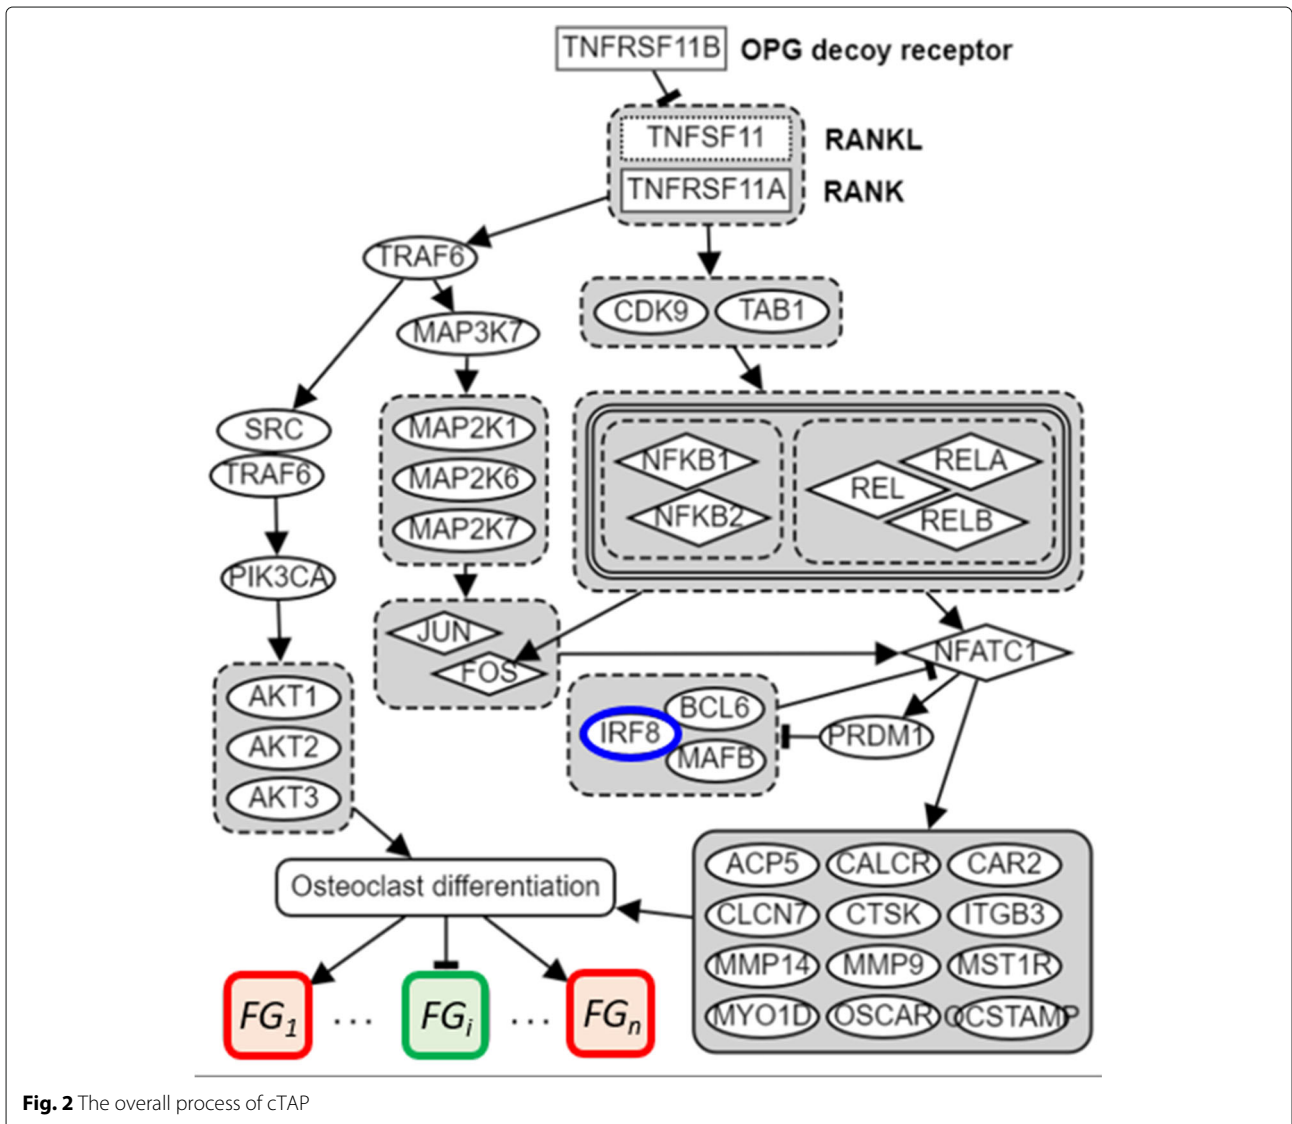 TNFRSF11B OPG decoy receptor
TNFSF11 RANKL
TNFRSF11A RANK
TRAF6
CDK9 TAB1
MAP3K7
SRC
TRAF6
MAP2K1
MAP2K6
MAP2K7
NFKB1
NFKB2
RELA
REL
RELB
PIK3CA
JUN
FOS
NFATC1
AKT1
AKT2
AKT3
IRF8
BCL6
MAFB
PRDM1
Osteoclast differentiation
ACP5 CALCR CAR2
CLCN7 CTSK ITGB3
MMP14 MMP9 MST1R
MYO1D OSCAR OCSTAMP
FG1 ... FGi ... FGn
Fig. 2 The overall process of cTAP